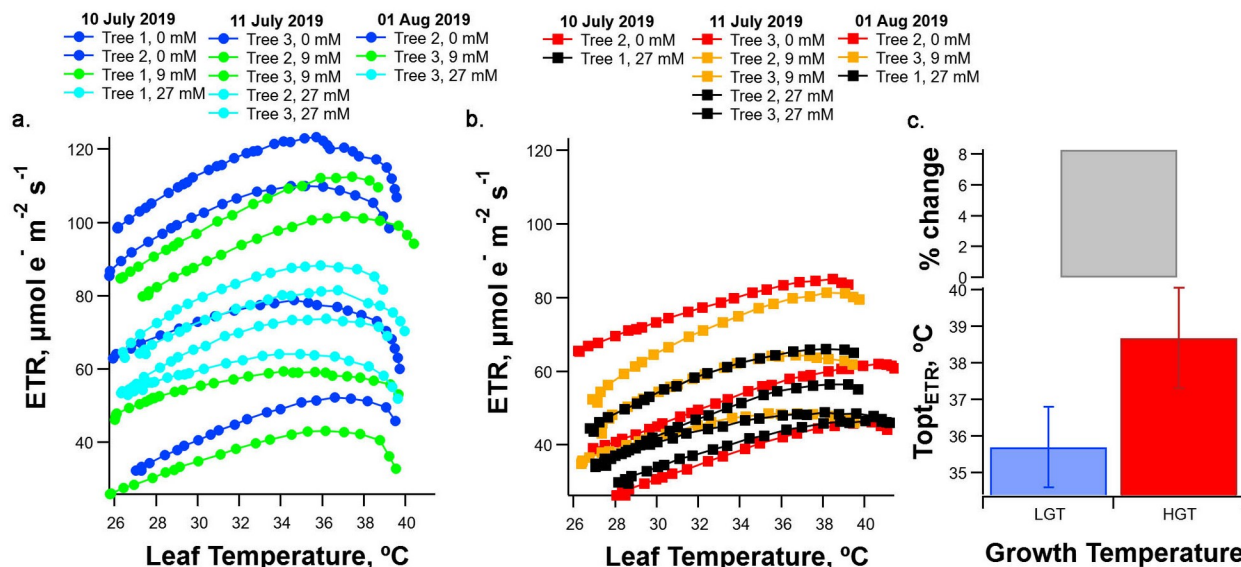 10 July 2019
Tree 1, 0 mM
Tree 2, 0 mM
Tree 1, 9 mM
Tree 1, 27 mM
11 July 2019
Tree 3, 0 mM
Tree 2, 9 mM
Tree 3, 9 mM
Tree 2, 27 mM
Tree 3, 27 mM
01 Aug 2019
Tree 2, 0 mM
Tree 3, 9 mM
Tree 3, 27 mM
10 July 2019
Tree 2, 0 mM
Tree 1, 27 mM
11 July 2019
Tree 3, 0 mM
Tree 2, 9 mM
Tree 3, 9 mM
Tree 2, 27 mM
Tree 3, 27 mM
01 Aug 2019
Tree 2, 0 mM
Tree 3, 9 mM
Tree 1, 27 mM
a.
ETR, µmol e⁻ m⁻² s⁻¹
120
100
80
60
40
26 28 30 32 34 36 38 40
Leaf Temperature, ºC
b.
ETR, µmol e⁻ m⁻² s⁻¹
120
100
80
60
40
26 28 30 32 34 36 38 40
Leaf Temperature, ºC
c.
% change
8
6
4
2
0
Topt_ETR, ºC
40
39
38
37
36
35
LGT HGT
Growth Temperature